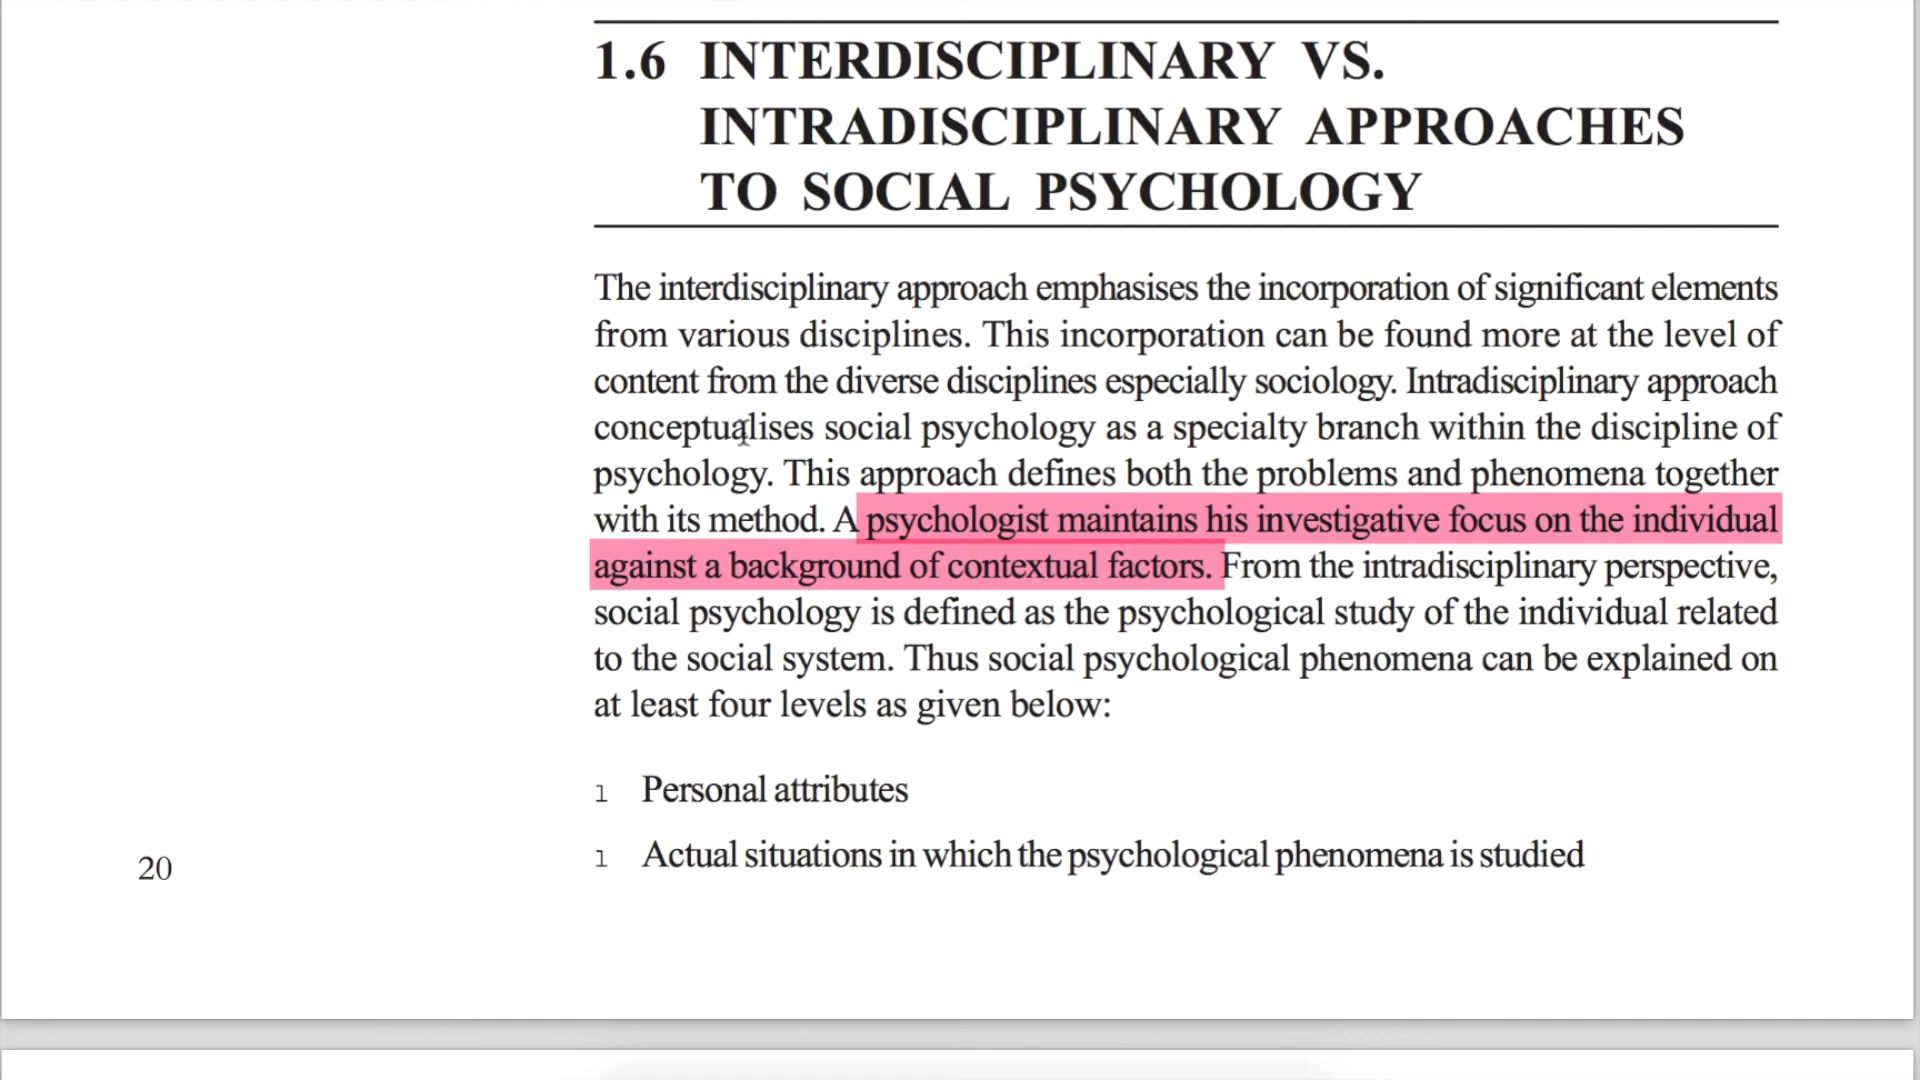 1.6 INTERDISCIPLINARY VS.
INTRADISCIPLINARY APPROACHES
TO SOCIAL PSYCHOLOGY
The interdisciplinary approach emphasises the incorporation of significant elements
from various disciplines. This incorporation can be found more at the level of
content from the diverse disciplines especially sociology. Intradisciplinary approach
conceptualises social psychology as a specialty branch within the discipline of
psychology. This approach defines both the problems and phenomena together
with its method. A psychologist maintains his investigative focus on the individual
against a background of contextual factors. From the intradisciplinary perspective,
social psychology is defined as the psychological study of the individual related
to the social system. Thus social psychological phenomena can be explained on
at least four levels as given below:
l Personal attributes
l Actual situations in which the psychological phenomena is studied
20